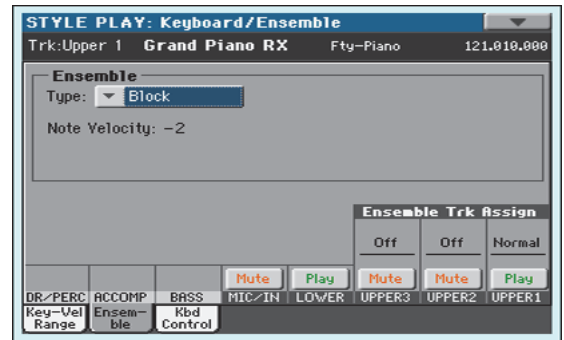 STYLE PLAY: Keyboard/Ensemble
Trk:Upper 1 Grand Piano RX Fty-Piano 121.010.000
Ensemble
Type: Block
Note Velocity: -2
Ensemble Trk Assign
Off Off Normal
Mute Play Mute Mute Play
DR/PERC ACCOMP BASS MIC/IN LOWER UPPER3 UPPER2 UPPER1
Key-Vel Ensem- Kbd
Range ble Control